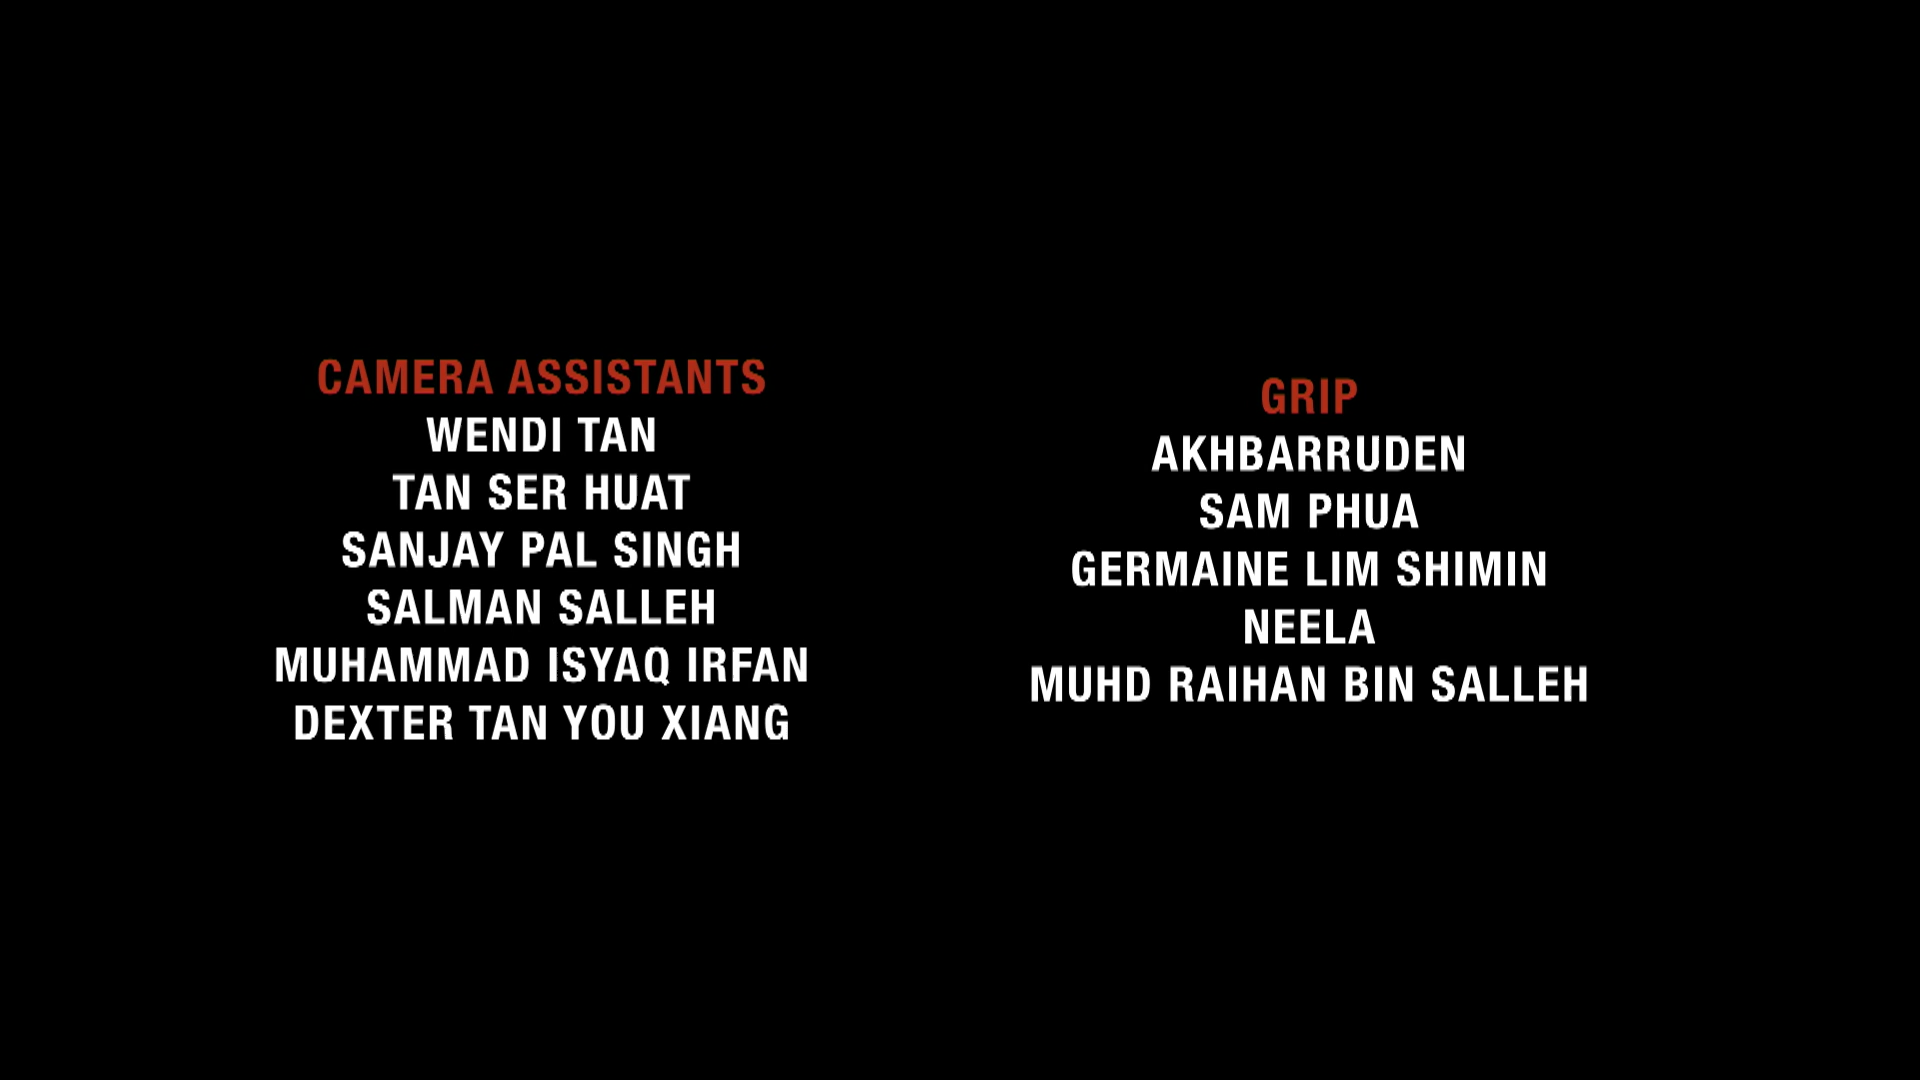 CAMERA ASSISTANTS
WENDI TAN
TAN SER HUAT
SANJAY PAL SINGH
SALMAN SALLEH
MUHAMMAD ISYAQ IRFAN
DEXTER TAN YOU XIANG
GRIP
AKHBARRUDEN
SAM PHUA
GERMAINE LIM SHIMIN
NEELA
MUHD RAIHAN BIN SALLEH